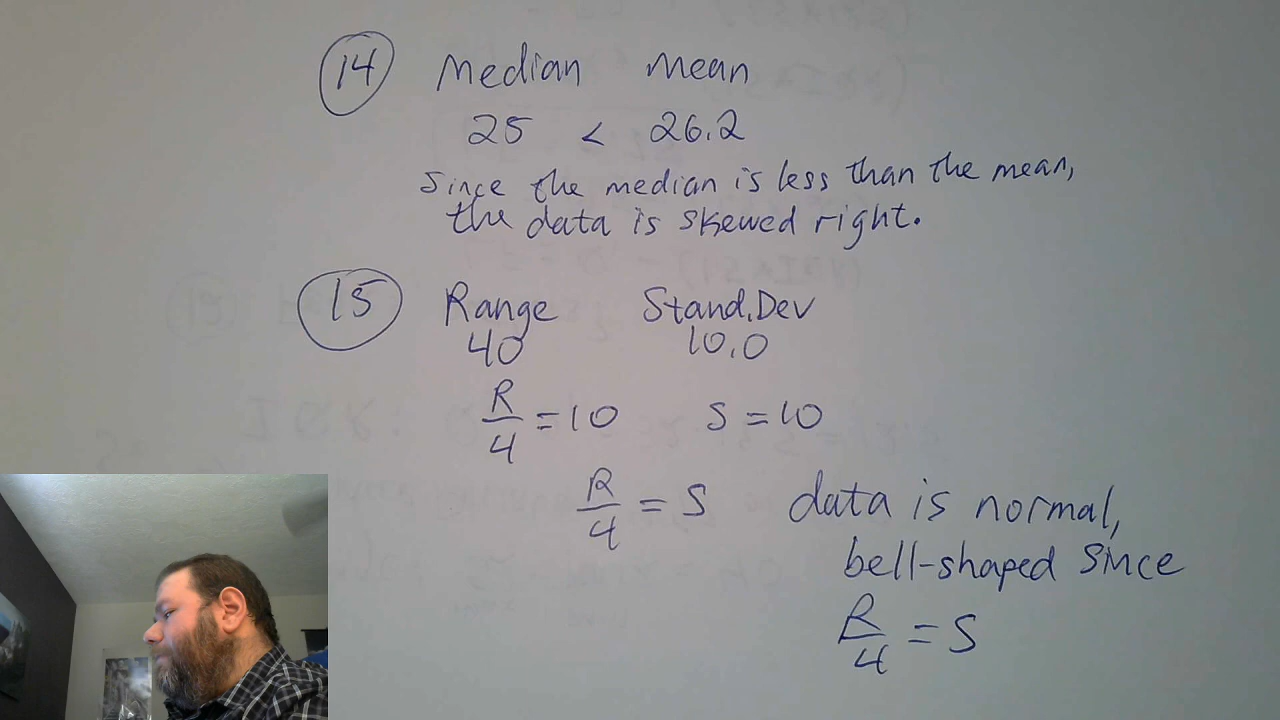 14 Median Mean
25 < 26.2
Since the median is less than the mean,
the data is skewed right.
15 Range Stand.Dev
40 10.0
R/4 = 10 S = 10
R/4 = S data is normal,
bell-shaped since
R/4 = S